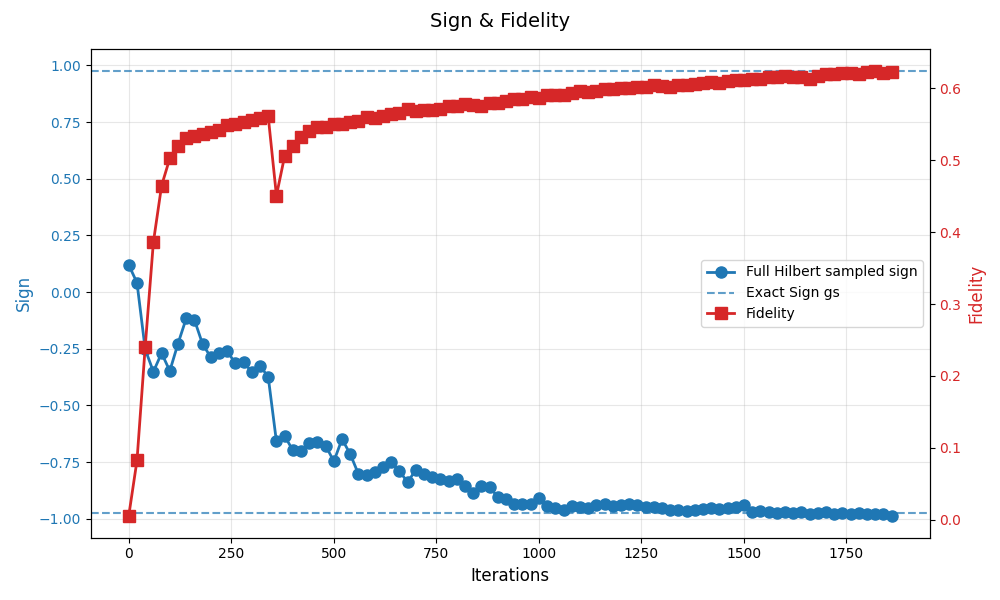 Sign & Fidelity
1.00
0.75
0.50
0.25
0.00
−0.25
−0.50
−0.75
−1.00
Sign
0.6
0.5
0.4
0.3
0.2
0.1
0.0
Fidelity
Full Hilbert sampled sign
Exact Sign gs
Fidelity
0 250 500 750 1000 1250 1500 1750
Iterations